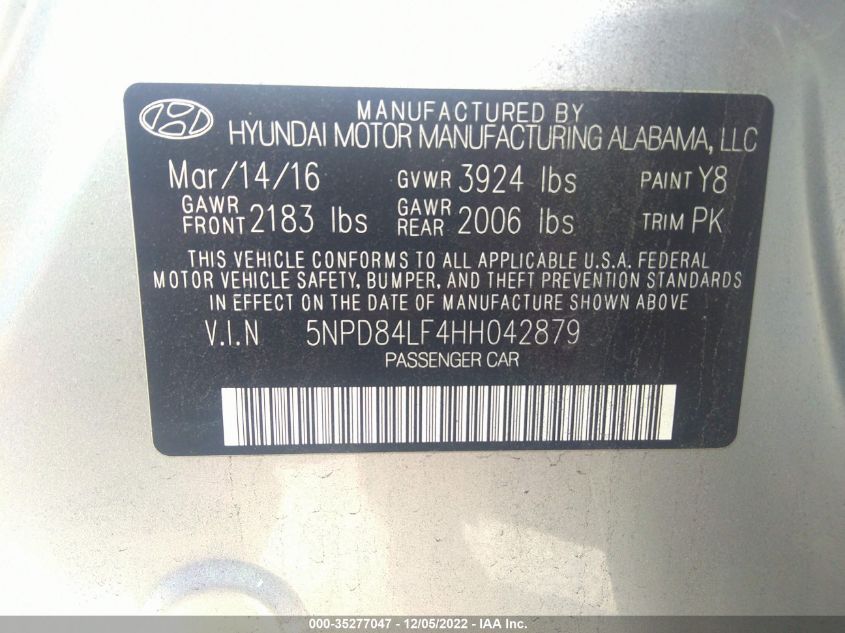 MANUFACTURED BY
HYUNDAI MOTOR MANUFACTURING ALABAMA, LLC
Mar/14/16 GVWR 3924 lbs PAINT Y8
GAWR FRONT 2183 lbs GAWR REAR 2006 lbs TRIM PK
THIS VEHICLE CONFORMS TO ALL APPLICABLE U.S.A. FEDERAL
MOTOR VEHICLE SAFETY, BUMPER, AND THEFT PREVENTION STANDARDS
IN EFFECT ON THE DATE OF MANUFACTURE SHOWN ABOVE
V.I.N 5NPD84LF4HH042879
PASSENGER CAR
000-35277047 - 12/05/2022 - IAA Inc.